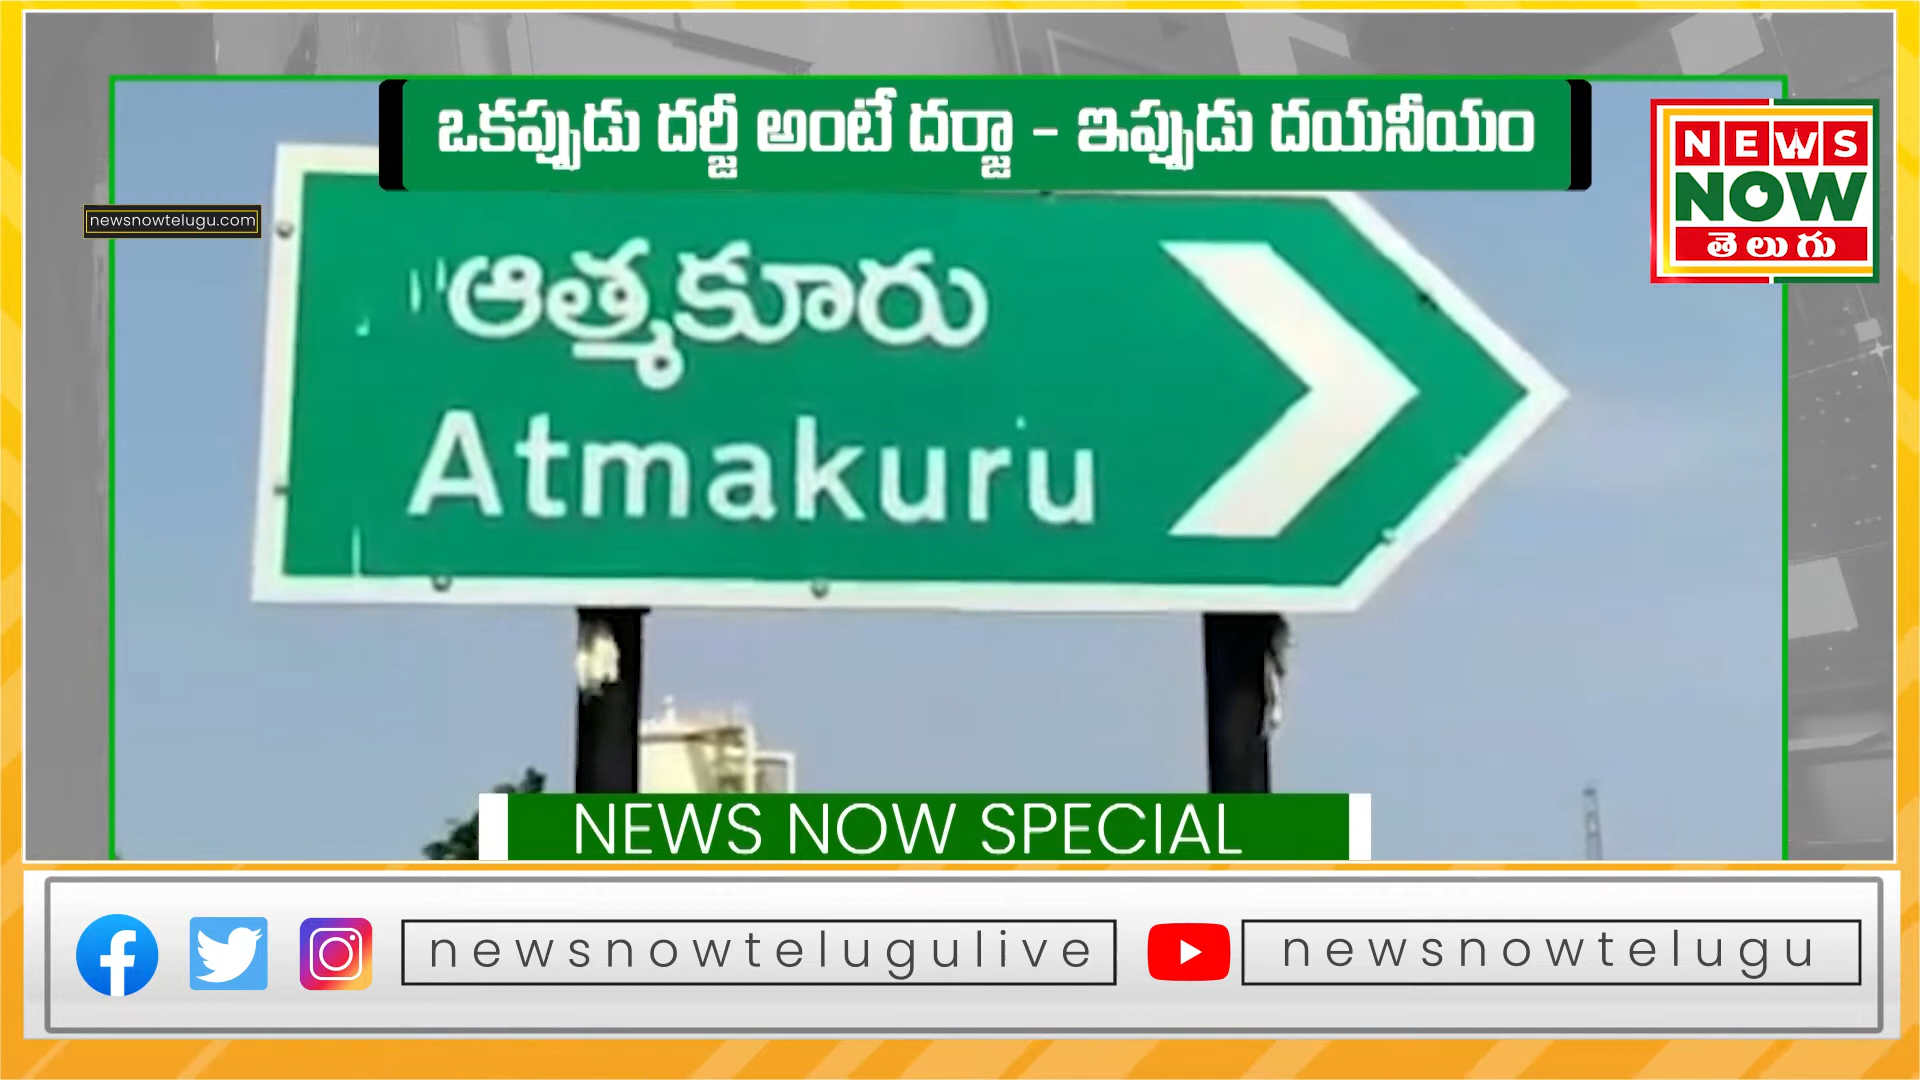 ఒకప్పుడు దర్జీ అంటే దర్జా - ఇప్పుడు దయనీయం
NEWS
NOW
తెలుగు
newsnowtelugu.com
ఆత్మకూరు
Atmakuru
NEWS NOW SPECIAL
newsnowtelugulive
newsnowtelugu